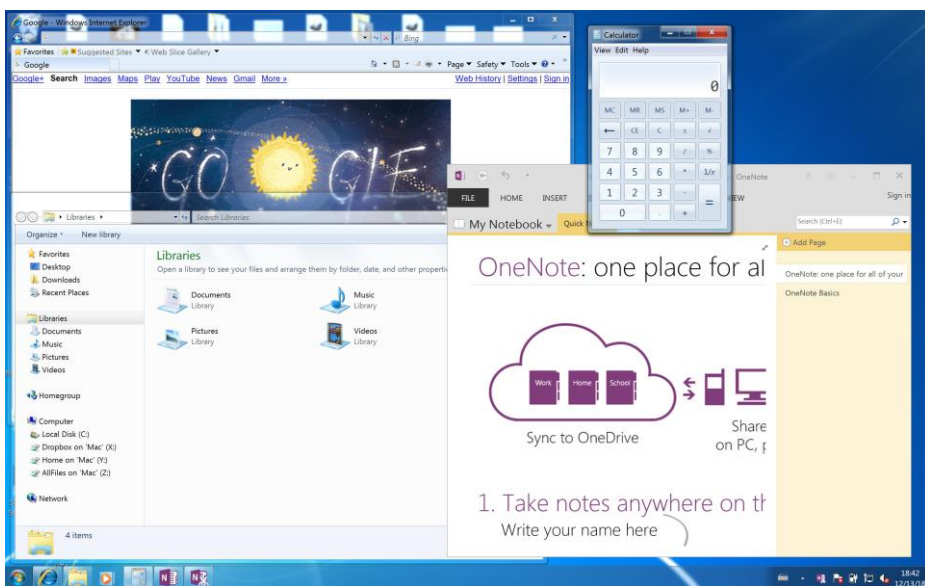 Google - Windows Internet Explorer
Bing
Favorites Suggested Sites Web Slice Gallery
Google
Page Safety Tools
Google+ Search Images Maps Play YouTube News Gmail More »
Web History | Settings | Sign in
GO GIF
Libraries
Search Libraries
Organize New library
Favorites
Desktop
Downloads
Recent Places
Libraries
Documents
Music
Pictures
Videos
Homegroup
Computer
Local Disk (C:)
Dropbox on 'Mac' (X:)
Home on 'Mac' (Y:)
AllFiles on 'Mac' (Z:)
Network
Libraries
Open a library to see your files and arrange them by folder, date, and other properti
Documents
Library
Music
Library
Pictures
Library
Videos
Library
4 items
Calculator
View Edit Help
0
MC MR MS M+ M-
← CE C ± √
7 8 9 / %
4 5 6 * 1/x
1 2 3 - =
0 . +
OneNote
FILE HOME INSERT EW
Sign in
My Notebook Quick N
Search (Ctrl+E)
Add Page
OneNote: one place for all of your
OneNote Basics
OneNote: one place for al
Work Home School
Sync to OneDrive
Share
on PC, p
1. Take notes anywhere on th
Write your name here
18:42
12/13/18